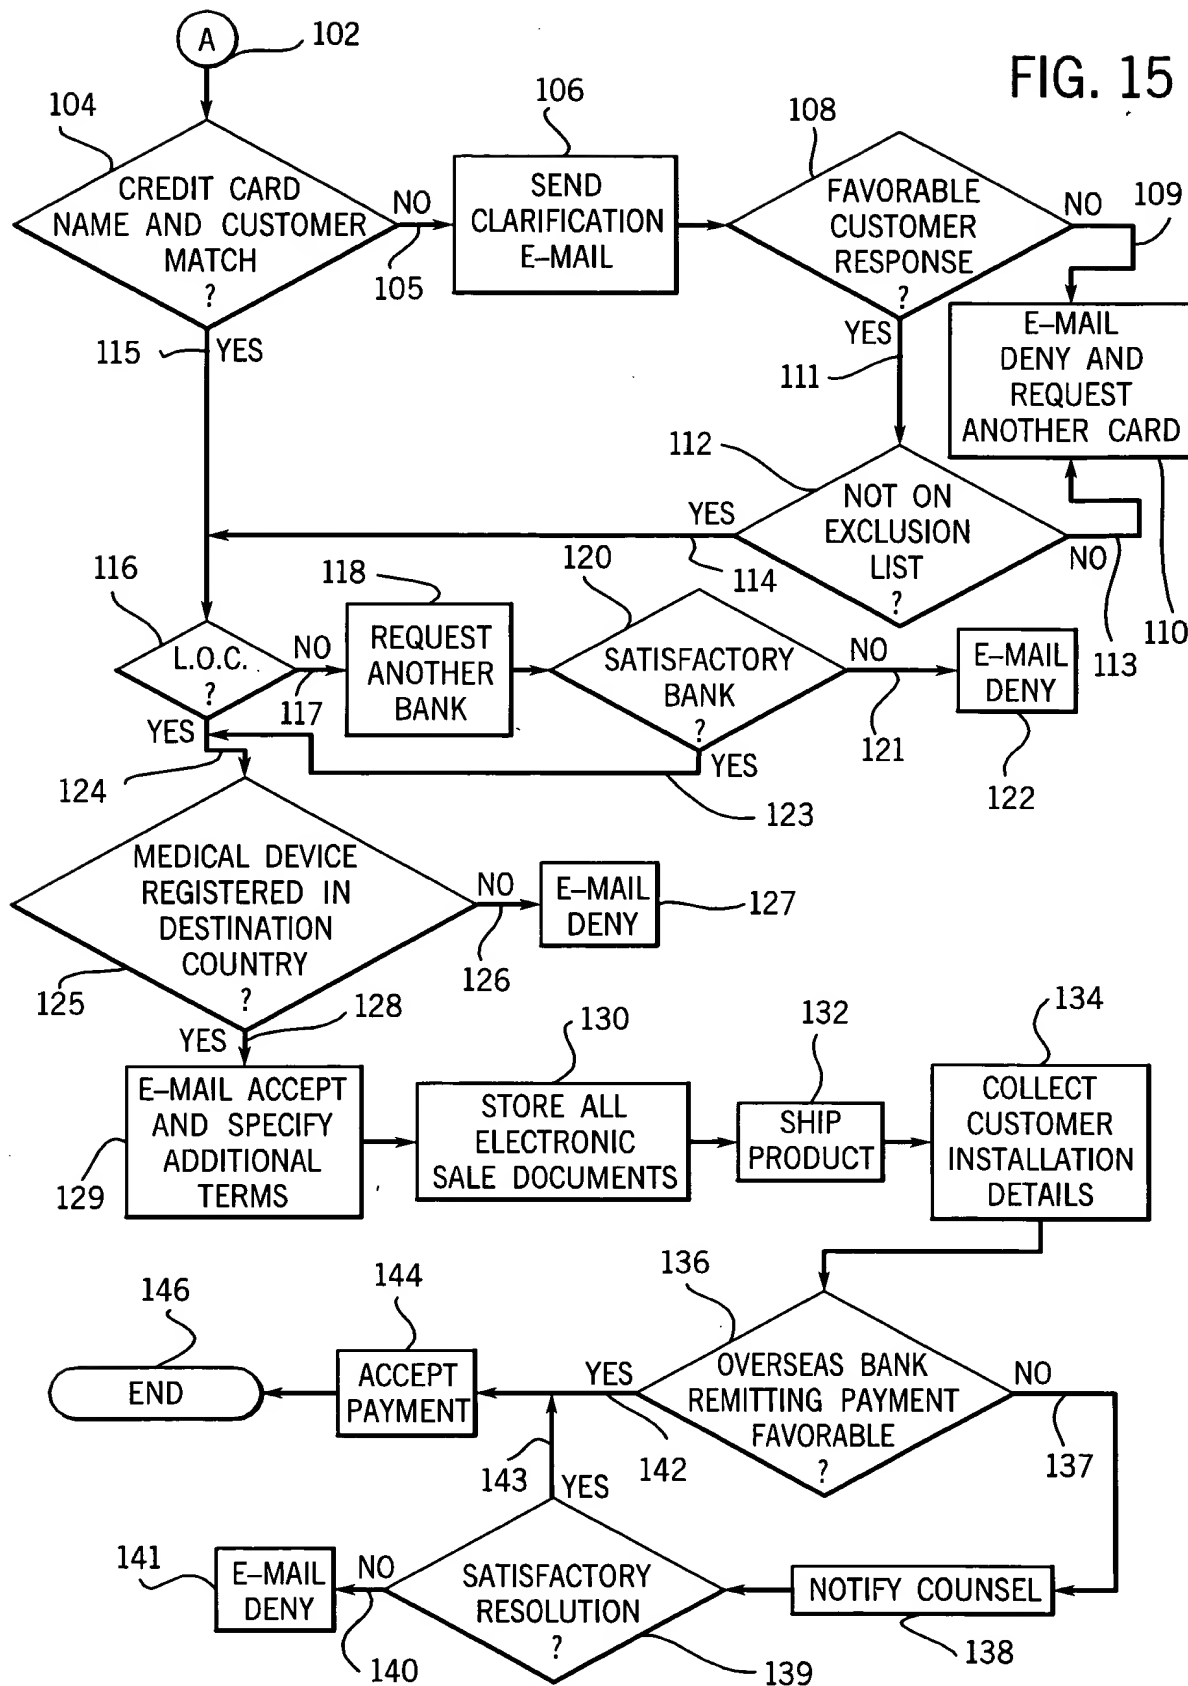 A
102
FIG. 15
104
106
108
CREDIT CARD
NAME AND CUSTOMER
MATCH
?
NO
105
SEND
CLARIFICATION
E–MAIL
FAVORABLE
CUSTOMER
RESPONSE
?
NO
109
115
YES
YES
111
E–MAIL
DENY AND
REQUEST
ANOTHER CARD
112
NOT ON
EXCLUSION
LIST
?
YES
114
NO
113
110
116
L.O.C.
?
NO
117
118
REQUEST
ANOTHER
BANK
120
SATISFACTORY
BANK
?
NO
121
E–MAIL
DENY
122
YES
YES
123
124
MEDICAL DEVICE
REGISTERED IN
DESTINATION
COUNTRY
?
NO
126
E–MAIL
DENY
127
125
YES
128
E–MAIL ACCEPT
AND SPECIFY
ADDITIONAL
TERMS
129
130
STORE ALL
ELECTRONIC
SALE DOCUMENTS
132
SHIP
PRODUCT
134
COLLECT
CUSTOMER
INSTALLATION
DETAILS
136
OVERSEAS BANK
REMITTING PAYMENT
FAVORABLE
?
NO
137
YES
142
144
ACCEPT
PAYMENT
146
END
143
YES
SATISFACTORY
RESOLUTION
?
139
NOTIFY COUNSEL
138
NO
140
141
E–MAIL
DENY